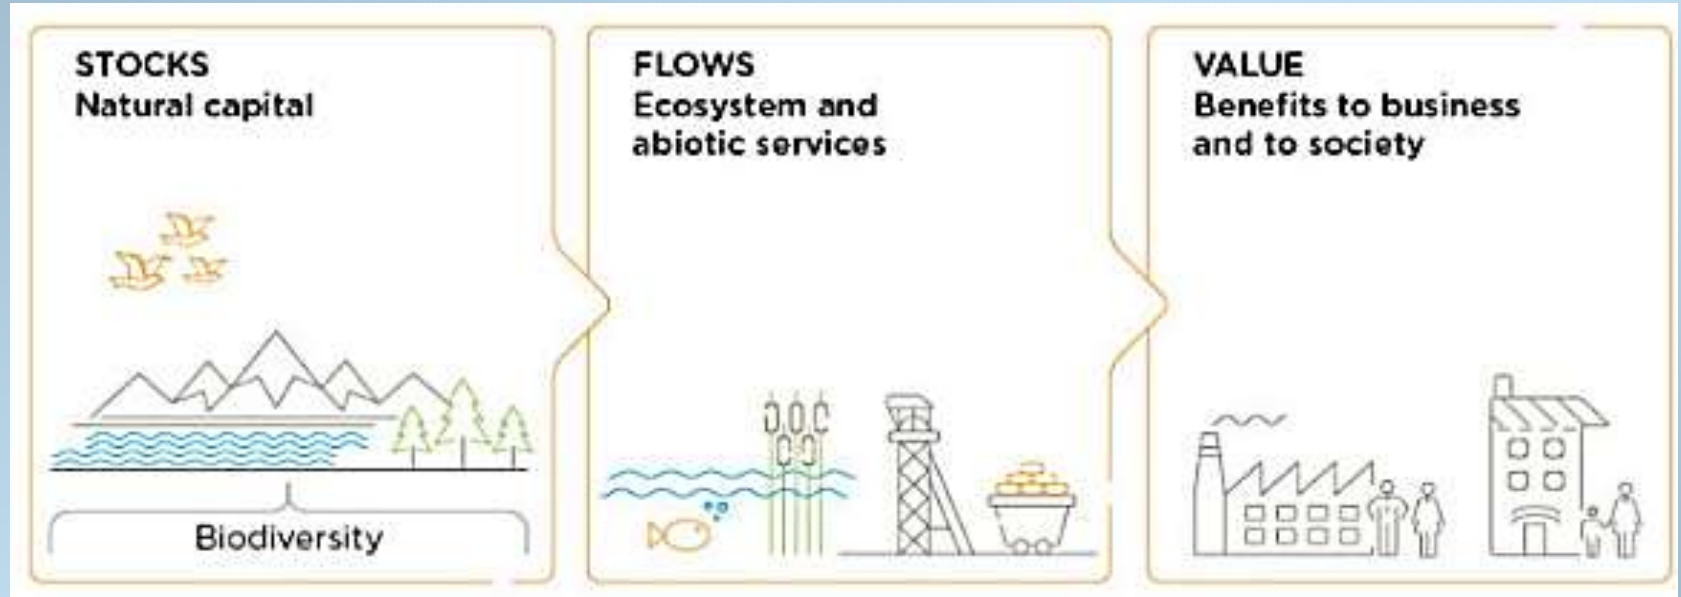 STOCKS
Natural capital
Biodiversity
FLOWS
Ecosystem and
abiotic services
VALUE
Benefits to business
and to society